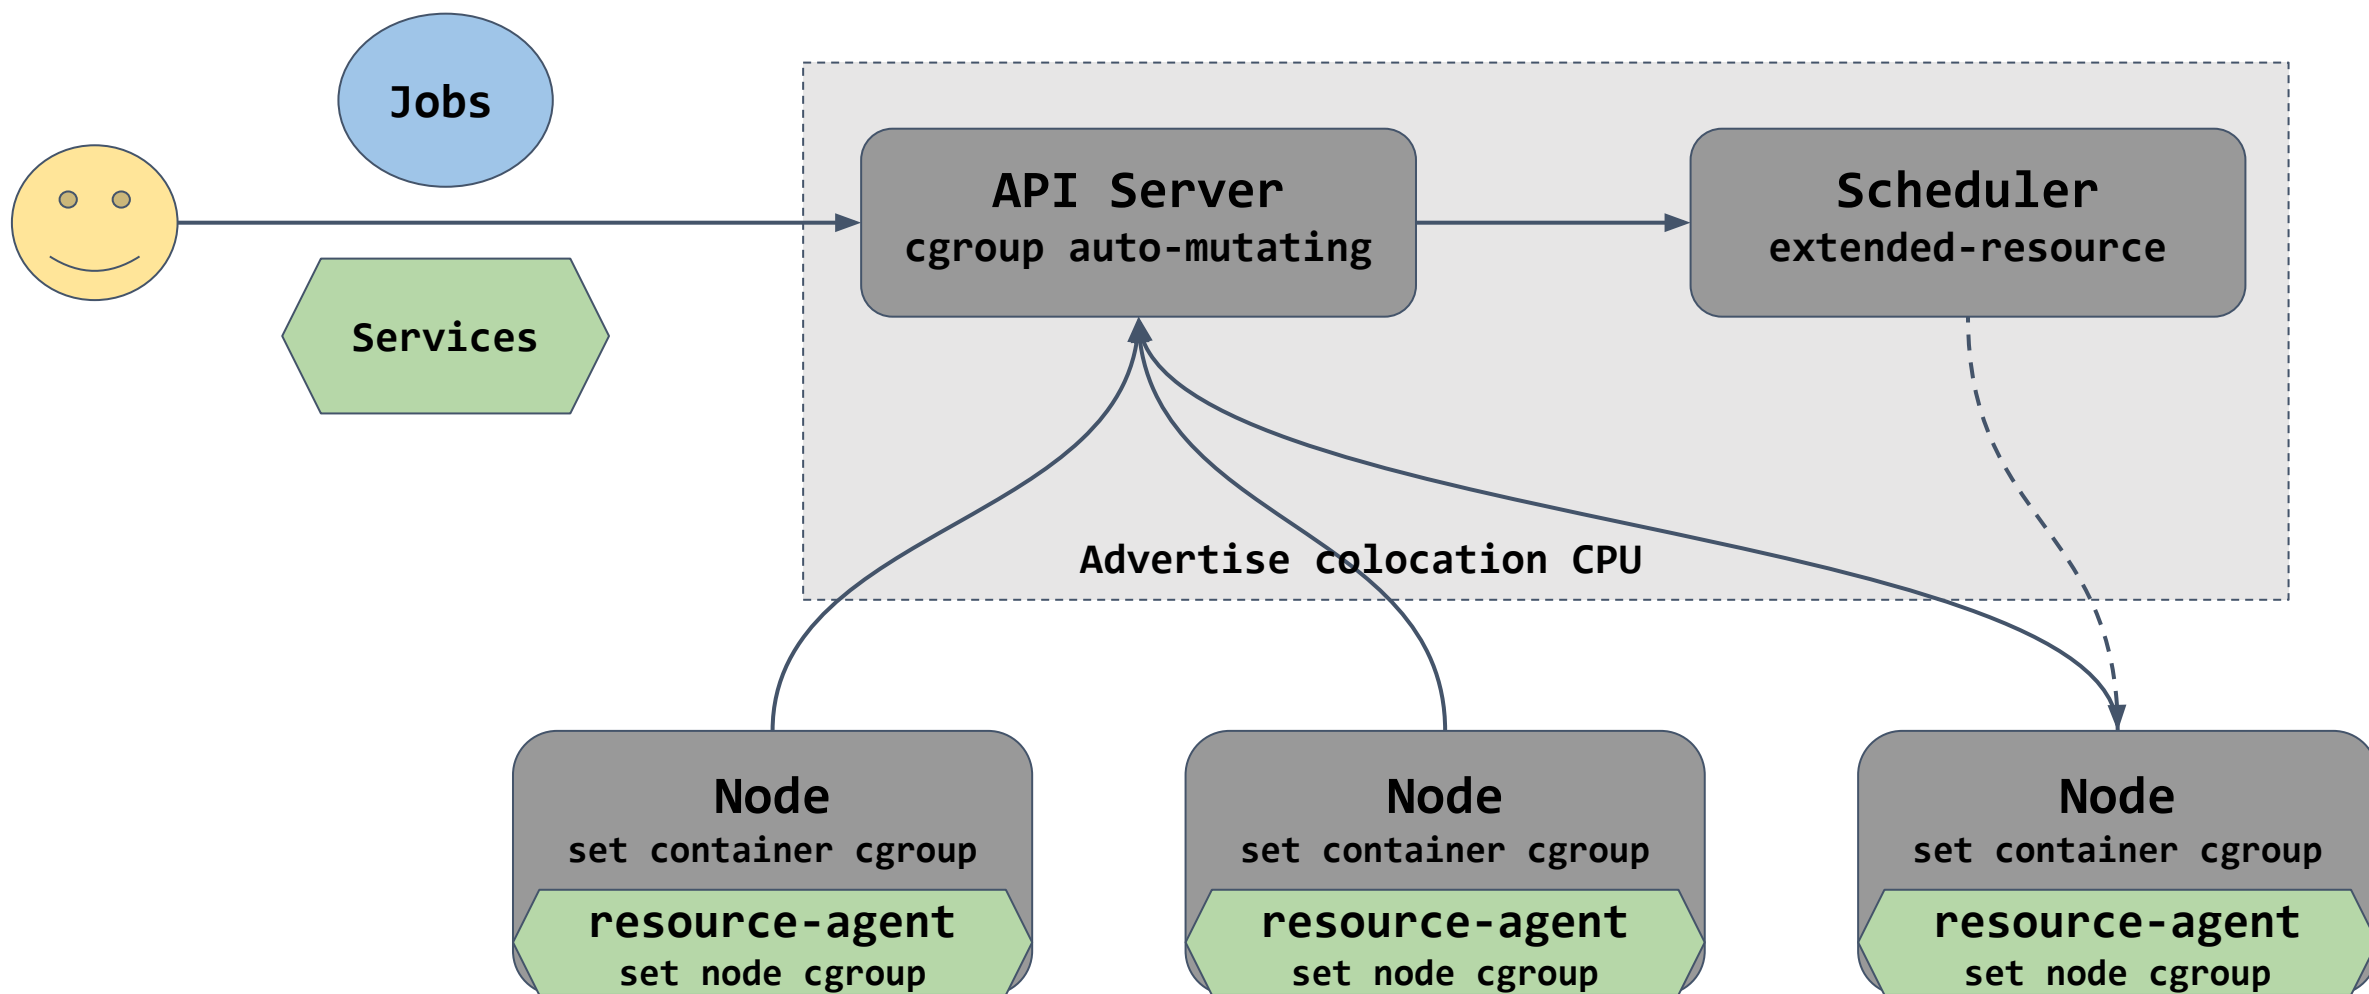 Jobs
Services
API Server
cgroup auto-mutating
Scheduler
extended-resource
Advertise colocation CPU
Node
set container cgroup
resource-agent
set node cgroup
Node
set container cgroup
resource-agent
set node cgroup
Node
set container cgroup
resource-agent
set node cgroup